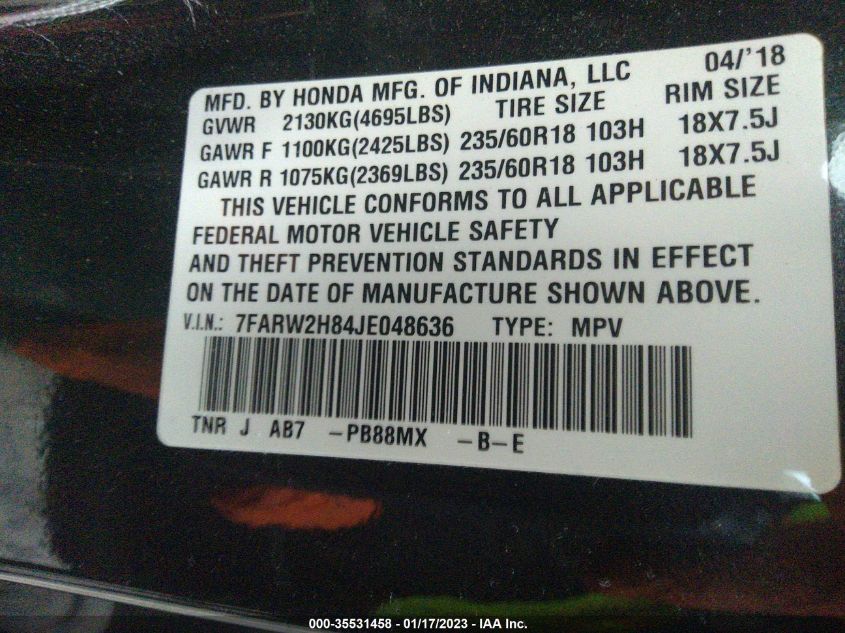 MFD. BY HONDA MFG. OF INDIANA, LLC 04/'18
GVWR 2130KG(4695LBS) TIRE SIZE RIM SIZE
GAWR F 1100KG(2425LBS) 235/60R18 103H 18X7.5J
GAWR R 1075KG(2369LBS) 235/60R18 103H 18X7.5J
THIS VEHICLE CONFORMS TO ALL APPLICABLE
FEDERAL MOTOR VEHICLE SAFETY
AND THEFT PREVENTION STANDARDS IN EFFECT
ON THE DATE OF MANUFACTURE SHOWN ABOVE.
V.I.N.: 7FARW2H84JE048636 TYPE: MPV
TNR J AB7 -PB88MX -B-E
000-35531458 - 01/17/2023 - IAA Inc.